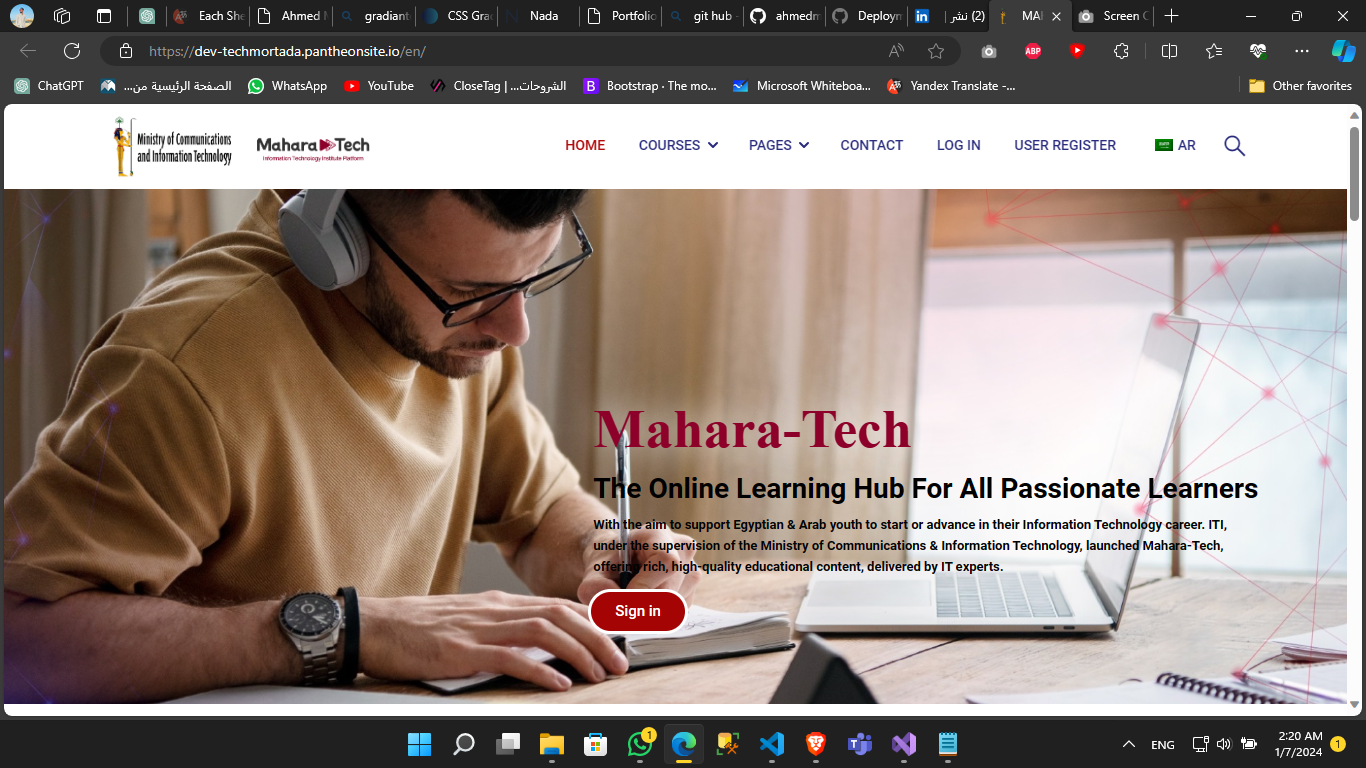 Each She
Ahmed M
gradiant
CSS Grad
Nada
Portfolio
git hub -
ahmedm
Deploym
(2) نشر |
MAH
Screen C
https://dev-techmortada.pantheonsite.io/en/
ABP
ChatGPT
الصفحة الرئيسية من...
WhatsApp
YouTube
CloseTag | الشروحات...
Bootstrap · The mo...
Microsoft Whiteboa...
Yandex Translate -...
Other favorites
Ministry of Communications
and Information Technology
Mahara Tech
Information Technology Institute Platform
HOME
COURSES
PAGES
CONTACT
LOG IN
USER REGISTER
AR
Mahara-Tech
The Online Learning Hub For All Passionate Learners
With the aim to support Egyptian & Arab youth to start or advance in their Information Technology career. ITI,
under the supervision of the Ministry of Communications & Information Technology, launched Mahara-Tech,
offering rich, high-quality educational content, delivered by IT experts.
Sign in
1
ENG
2:20 AM
1/7/2024
1